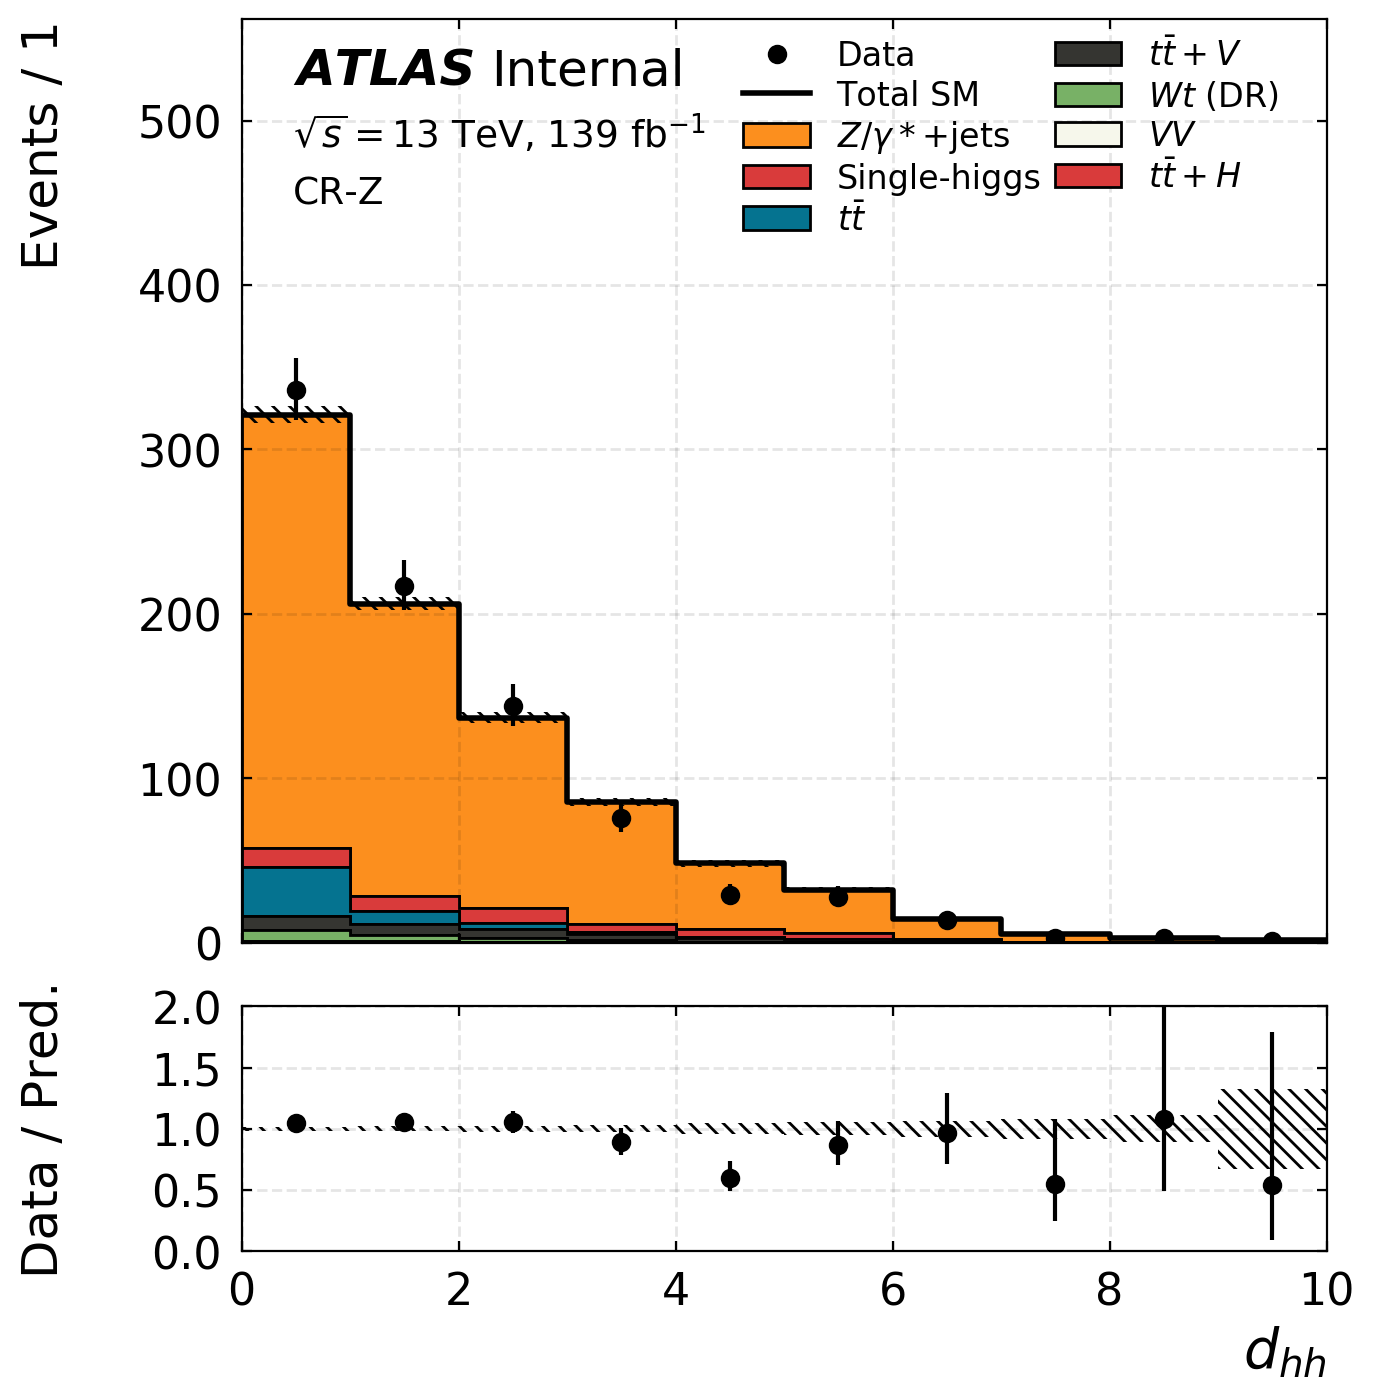 Events / 1
ATLAS Internal
√s = 13 TeV, 139 fb⁻¹
CR-Z
Data
Total SM
Z/γ*+jets
Single-higgs
tt̄
tt̄ + V
Wt (DR)
VV
tt̄ + H
500
400
300
200
100
0
Data / Pred.
2.0
1.5
1.0
0.5
0.0
0 2 4 6 8 10
d_hh